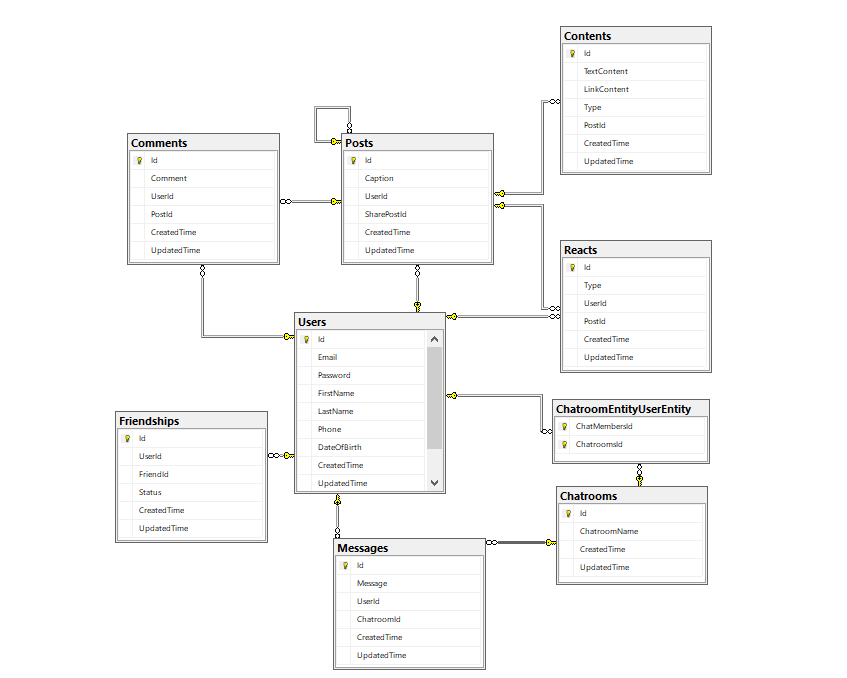 Contents
Id
TextContent
LinkContent
Type
PostId
CreatedTime
UpdatedTime
Comments
Id
Comment
UserId
PostId
CreatedTime
UpdatedTime
Posts
Id
Caption
UserId
SharePostId
CreatedTime
UpdatedTime
Reacts
Id
Type
UserId
PostId
CreatedTime
UpdatedTime
Users
Id
Email
Password
FirstName
LastName
Phone
DateOfBirth
CreatedTime
UpdatedTime
Friendships
Id
UserId
FriendId
Status
CreatedTime
UpdatedTime
ChatroomEntityUserEntity
ChatMembersId
ChatroomsId
Chatrooms
Id
ChatroomName
CreatedTime
UpdatedTime
Messages
Id
Message
UserId
ChatroomId
CreatedTime
UpdatedTime